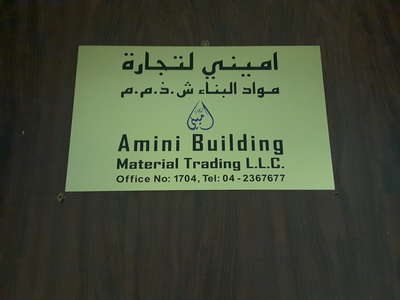 اميني لتجارة
مواد البناء ش.ذ.م.م
Amini Building
Material Trading L.L.C.
Office No: 1704, Tel: 04-2367677